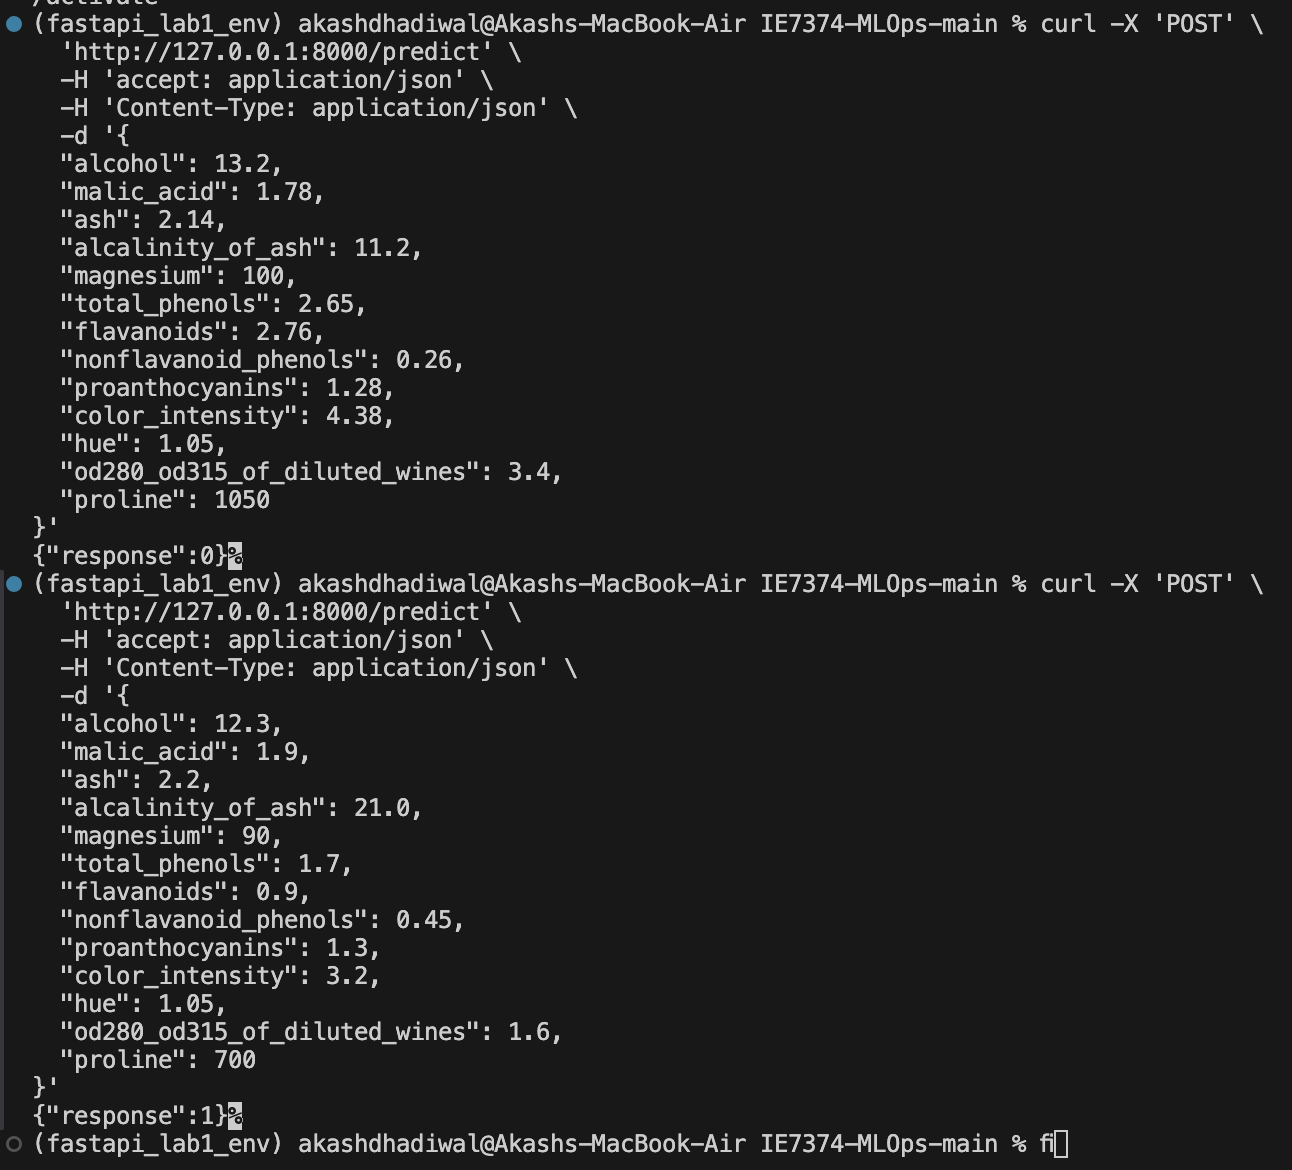 /activate
(fastapi_lab1_env) akashdhadiwal@Akashs-MacBook-Air IE7374-MLOps-main % curl -X 'POST' \
  'http://127.0.0.1:8000/predict' \
  -H 'accept: application/json' \
  -H 'Content-Type: application/json' \
  -d '{
  "alcohol": 13.2,
  "malic_acid": 1.78,
  "ash": 2.14,
  "alcalinity_of_ash": 11.2,
  "magnesium": 100,
  "total_phenols": 2.65,
  "flavanoids": 2.76,
  "nonflavanoid_phenols": 0.26,
  "proanthocyanins": 1.28,
  "color_intensity": 4.38,
  "hue": 1.05,
  "od280_od315_of_diluted_wines": 3.4,
  "proline": 1050
}'
{"response":0}%
(fastapi_lab1_env) akashdhadiwal@Akashs-MacBook-Air IE7374-MLOps-main % curl -X 'POST' \
  'http://127.0.0.1:8000/predict' \
  -H 'accept: application/json' \
  -H 'Content-Type: application/json' \
  -d '{
  "alcohol": 12.3,
  "malic_acid": 1.9,
  "ash": 2.2,
  "alcalinity_of_ash": 21.0,
  "magnesium": 90,
  "total_phenols": 1.7,
  "flavanoids": 0.9,
  "nonflavanoid_phenols": 0.45,
  "proanthocyanins": 1.3,
  "color_intensity": 3.2,
  "hue": 1.05,
  "od280_od315_of_diluted_wines": 1.6,
  "proline": 700
}'
{"response":1}%
(fastapi_lab1_env) akashdhadiwal@Akashs-MacBook-Air IE7374-MLOps-main % fi